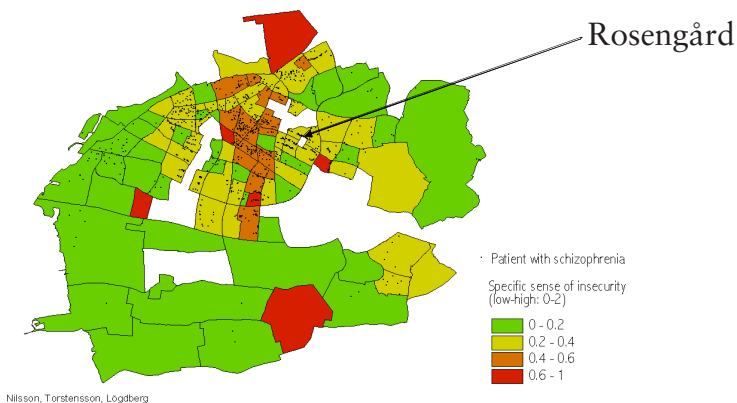 Rosengård
Patient with schizophrenia
Specific sense of insecurity
(low-high: 0-2)
0 - 0.2
0.2 - 0.4
0.4 - 0.6
0.6 - 1
Nilsson, Torstensson, Lögdberg